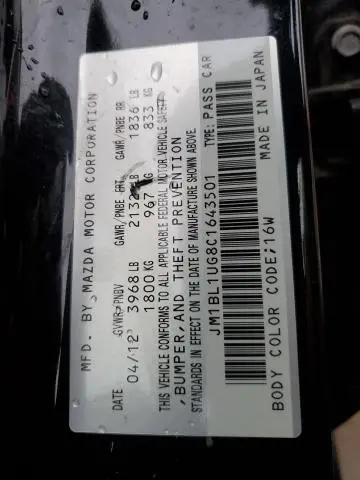 MFD. BY MAZDA MOTOR CORPORATION
DATE GVWR/PNBV GAWR/PNBE FRT GAWR/PNBE RR
04/12 3968 LB 2132 LB 1836 LB
1800 KG 967 KG 833 KG
THIS VEHICLE CONFORMS TO ALL APPLICABLE FEDERAL MOTOR VEHICLE SAFETY
,BUMPER,AND THEFT PREVENTION
STANDARDS IN EFFECT ON THE DATE OF MANUFACTURE SHOWN ABOVE.
JM1BL1UG8C1643501 TYPE: PASS CAR
BODY COLOR CODE;16W MADE IN JAPAN